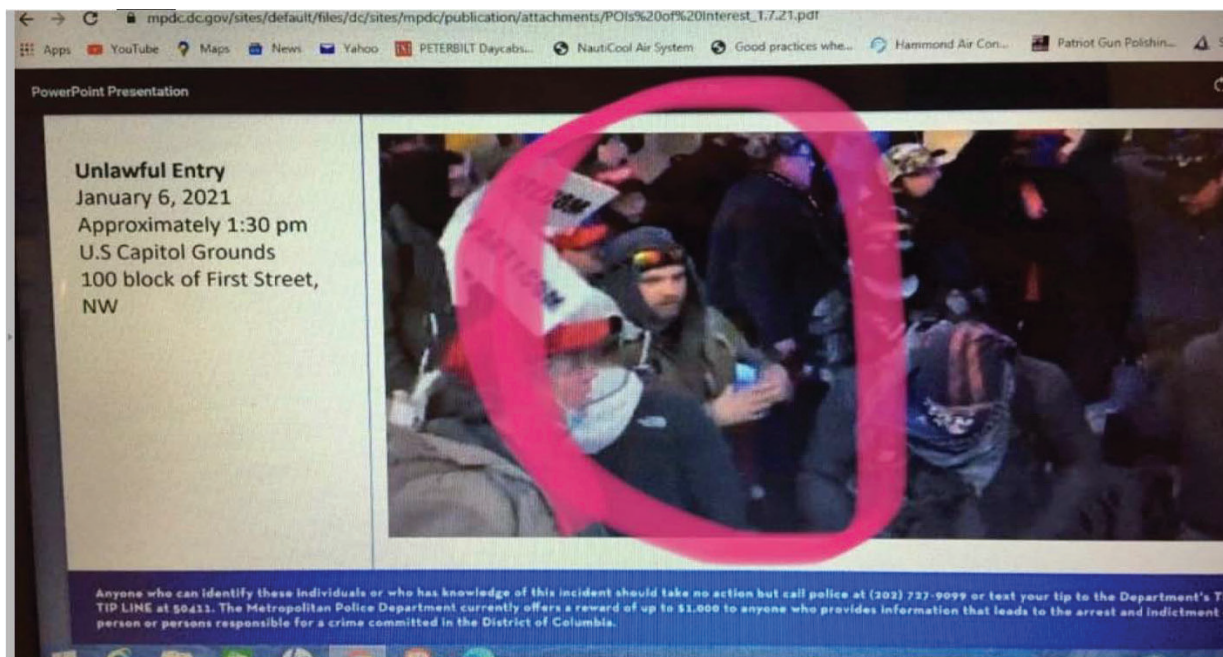 mpdc.dc.gov/sites/default/files/dc/sites/mpdc/publication/attachments/POIs%20of%20Interest_1.7.21.pdf
Apps YouTube Maps News Yahoo PETERBILT Daycabs... NautiCool Air System Good practices whe... Hammond Air Con... Patriot Gun Polishin...
PowerPoint Presentation
Unlawful Entry
January 6, 2021
Approximately 1:30 pm
U.S Capitol Grounds
100 block of First Street,
NW
Anyone who can identify these individuals or who has knowledge of this incident should take no action but call police at (202) 727-9099 or text your tip to the Department's
TIP LINE at 50411. The Metropolitan Police Department currently offers a reward of up to $1,000 to anyone who provides information that leads to the arrest and indictment
person or persons responsible for a crime committed in the District of Columbia.